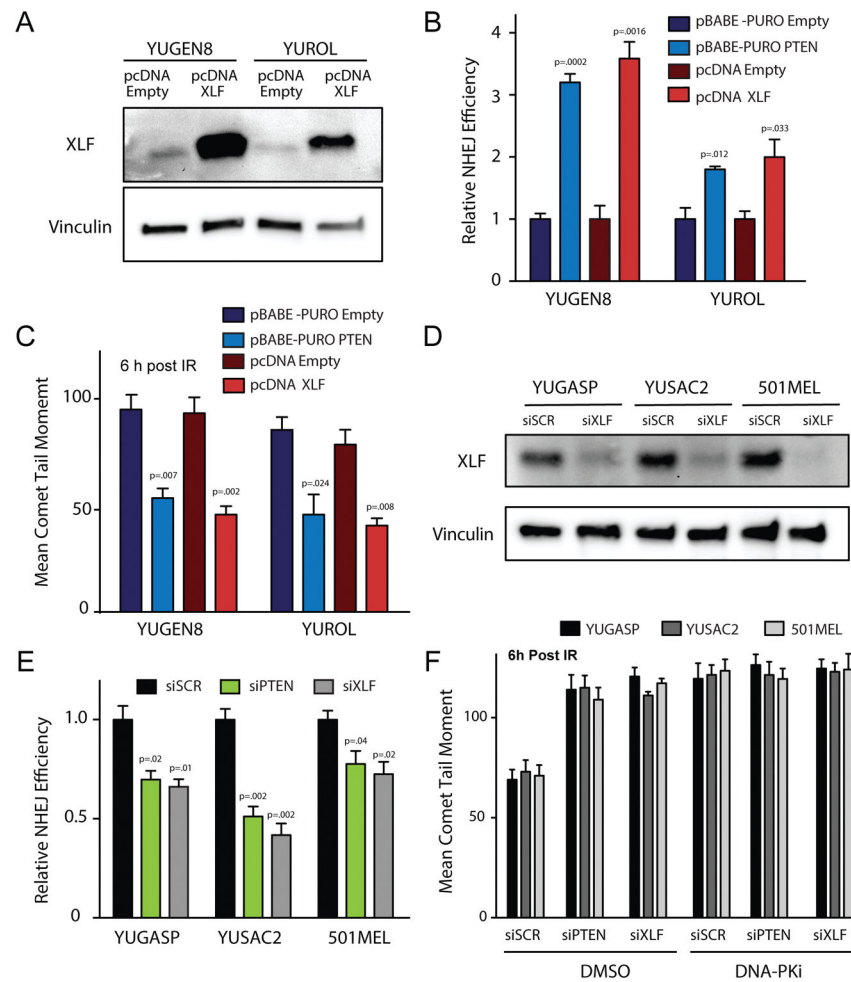 A
YUGEN8 YUROL
pcDNA Empty pcDNA XLF pcDNA Empty pcDNA XLF
XLF
Vinculin
B
pBABE -PURO Empty
pBABE-PURO PTEN
pcDNA Empty
pcDNA XLF
Relative NHEJ Efficiency
4
3
2
1
0
p=.0002 p=.0016 p=.012 p=.033
YUGEN8 YUROL
C
pBABE -PURO Empty
pBABE-PURO PTEN
pcDNA Empty
pcDNA XLF
6 h post IR
Mean Comet Tail Momemt
100
50
0
p=.007 p=.002 p=.024 p=.008
YUGEN8 YUROL
D
YUGASP YUSAC2 501MEL
siSCR siXLF siSCR siXLF siSCR siXLF
XLF
Vinculin
E
siSCR siPTEN siXLF
Relative NHEJ Efficiency
1.0
0.5
0
p=.02 p=.01 p=.002 p=.002 p=.04 p=.02
YUGASP YUSAC2 501MEL
F
YUGASP YUSAC2 501MEL
6h Post IR
Mean Comet Tail Moment
100
50
0
siSCR siPTEN siXLF siSCR siPTEN siXLF
DMSO DNA-PKi